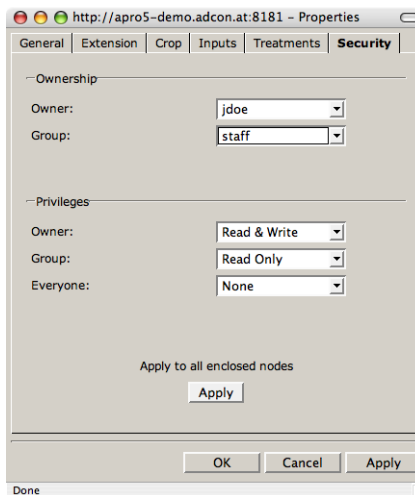 http://apro5-demo.adcon.at:8181 – Properties
General Extension Crop Inputs Treatments Security
Ownership
Owner: jdoe
Group: staff
Privileges
Owner: Read & Write
Group: Read Only
Everyone: None
Apply to all enclosed nodes
Apply
OK Cancel Apply
Done